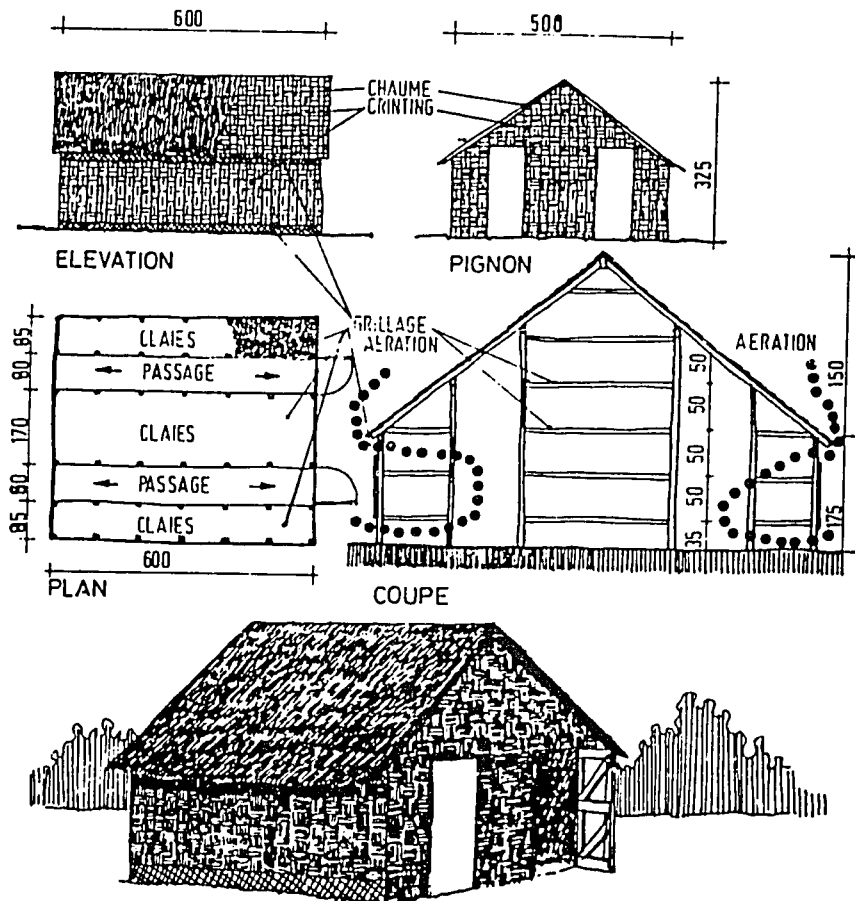 600
500
CHAUME
CRINTING
325
ELEVATION
PIGNON
GRILLAGE
AERATION
AERATION
85
CLAIES
80
PASSAGE
170
CLAIES
80
PASSAGE
85
CLAIES
600
50
50
50
50
35
150
175
PLAN
COUPE